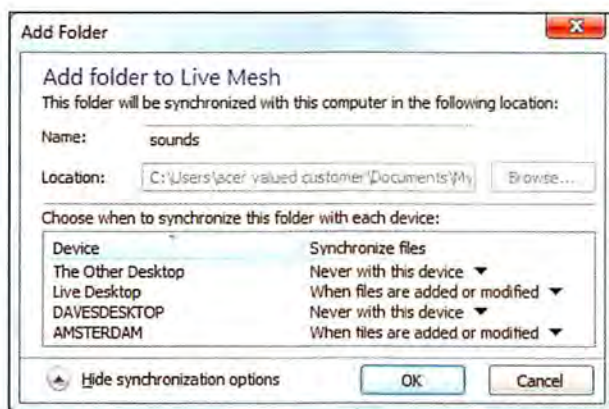 Add Folder
Add folder to Live Mesh
This folder will be synchronized with this computer in the following location:
Name: sounds
Location: C:\Users\acer valued customer\Documents\My Browse...
Choose when to synchronize this folder with each device:
Device Synchronize files
The Other Desktop Never with this device
Live Desktop When files are added or modified
DAVESDESKTOP Never with this device
AMSTERDAM When files are added or modified
Hide synchronization options OK Cancel